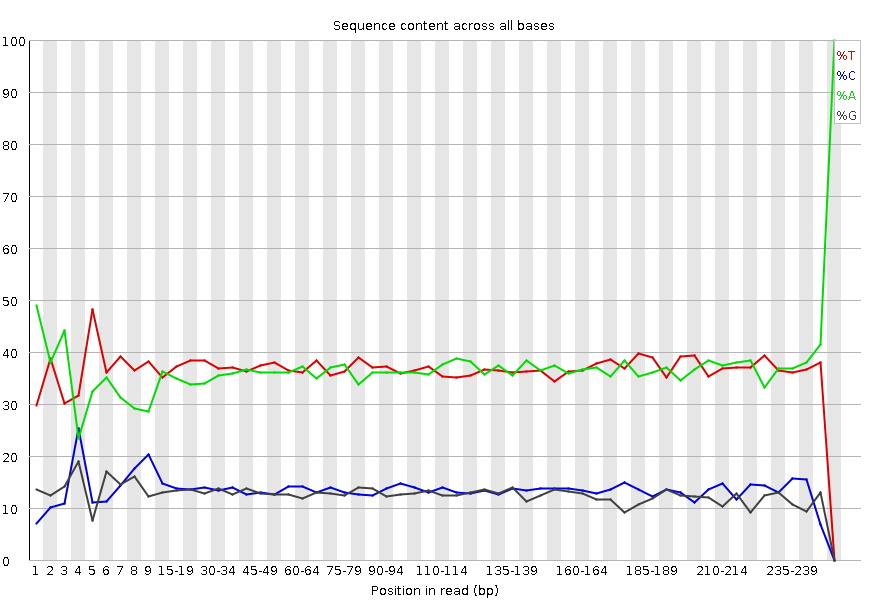 Sequence content across all bases
100
90
80
70
60
50
40
30
20
10
0
%T
%C
%A
%G
1 2 3 4 5 6 7 8 9 15-19 30-34 45-49 60-64 75-79 90-94 110-114 135-139 160-164 185-189 210-214 235-239
Position in read (bp)